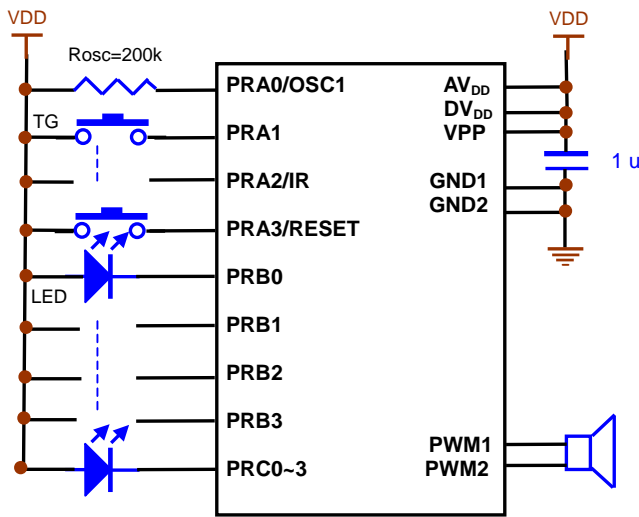 VDD
VDD
Rosc=200k
PRA0/OSC1
AVDD
DVDD
TG
PRA1
VPP
1 u
PRA2/IR
GND1
GND2
PRA3/RESET
PRB0
LED
PRB1
PRB2
PRB3
PWM1
PRC0~3
PWM2